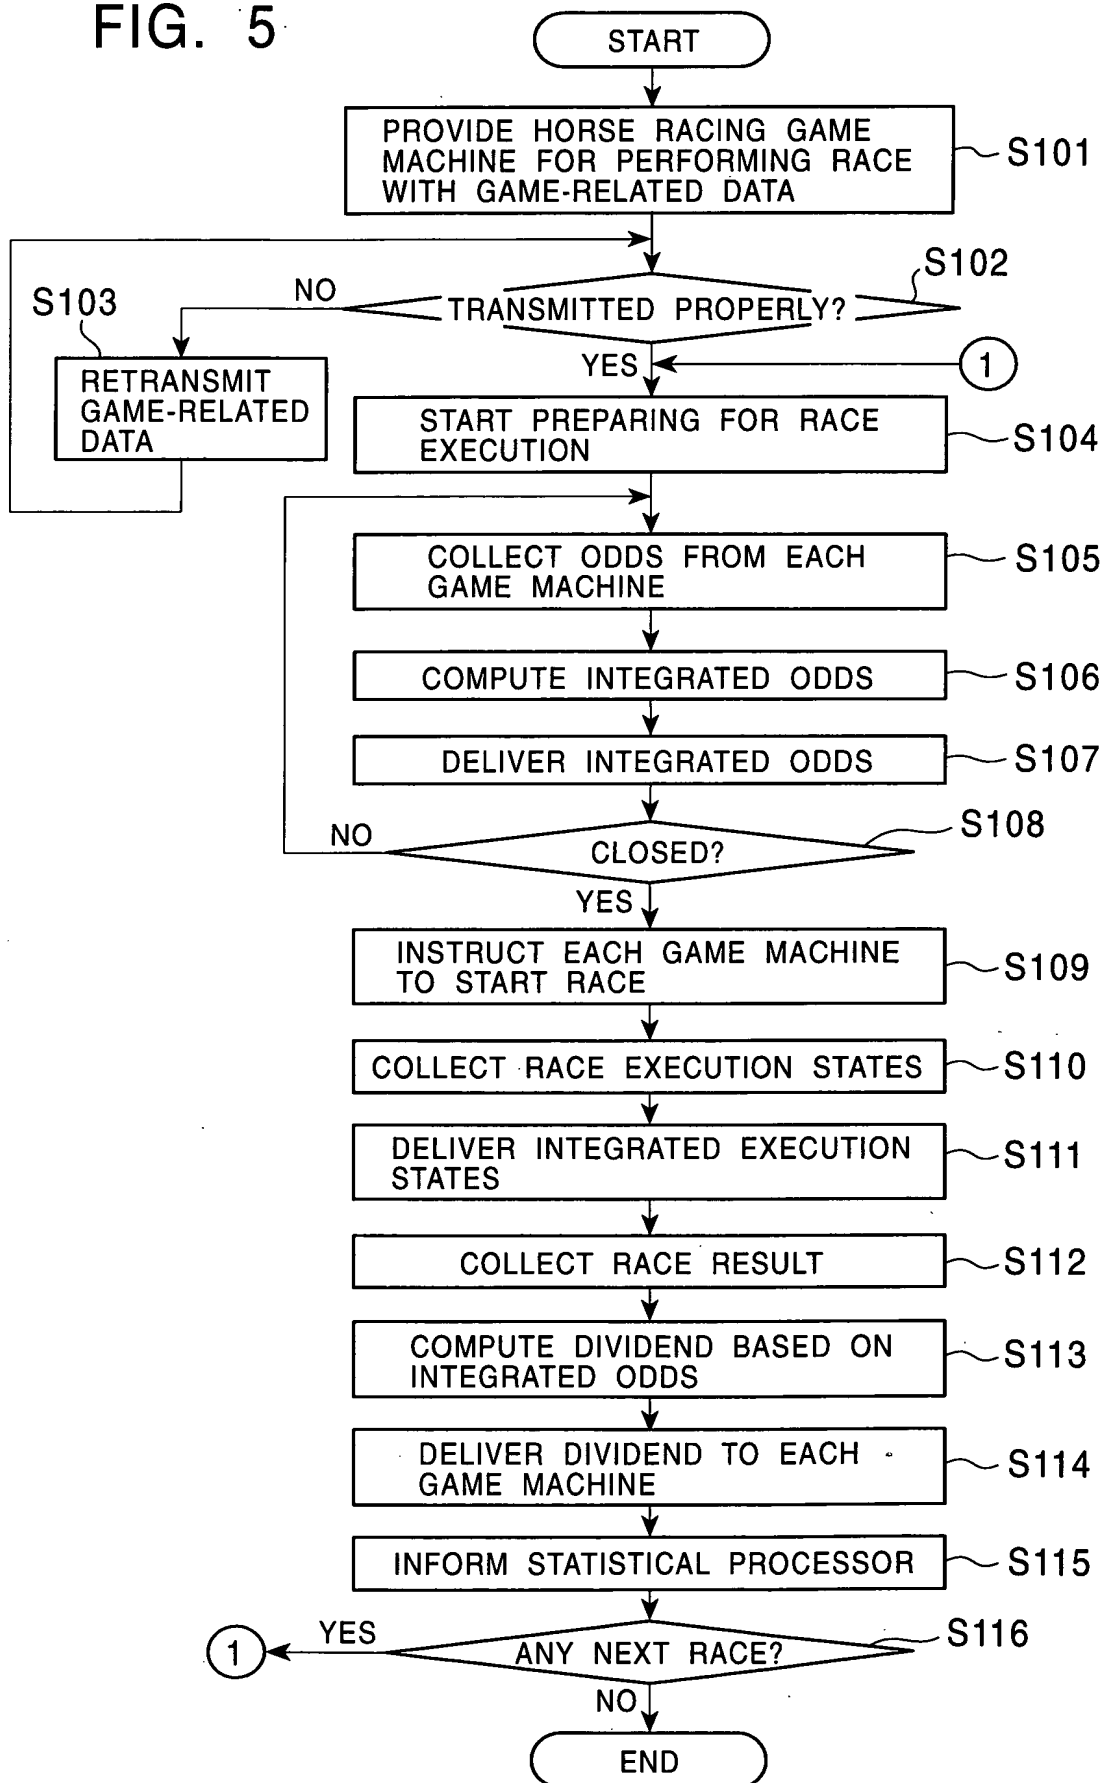 FIG. 5
START
PROVIDE HORSE RACING GAME
MACHINE FOR PERFORMING RACE
WITH GAME-RELATED DATA
S101
S102
TRANSMITTED PROPERLY?
NO
S103
RETRANSMIT
GAME-RELATED
DATA
YES
1
START PREPARING FOR RACE
EXECUTION
S104
COLLECT ODDS FROM EACH
GAME MACHINE
S105
COMPUTE INTEGRATED ODDS
S106
DELIVER INTEGRATED ODDS
S107
S108
CLOSED?
NO
YES
INSTRUCT EACH GAME MACHINE
TO START RACE
S109
COLLECT RACE EXECUTION STATES
S110
DELIVER INTEGRATED EXECUTION
STATES
S111
COLLECT RACE RESULT
S112
COMPUTE DIVIDEND BASED ON
INTEGRATED ODDS
S113
DELIVER DIVIDEND TO EACH
GAME MACHINE
S114
INFORM STATISTICAL PROCESSOR
S115
S116
ANY NEXT RACE?
YES
1
NO
END